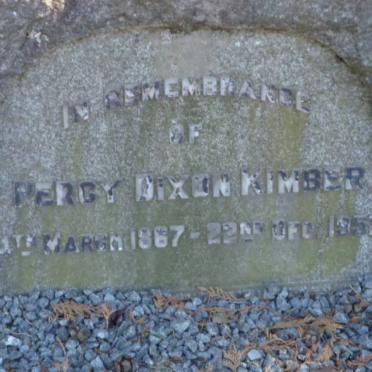 IN REMEMBRANCE
OF
PERCY DIXON KIMBER
MARCH 1867 - 22ND DEC.